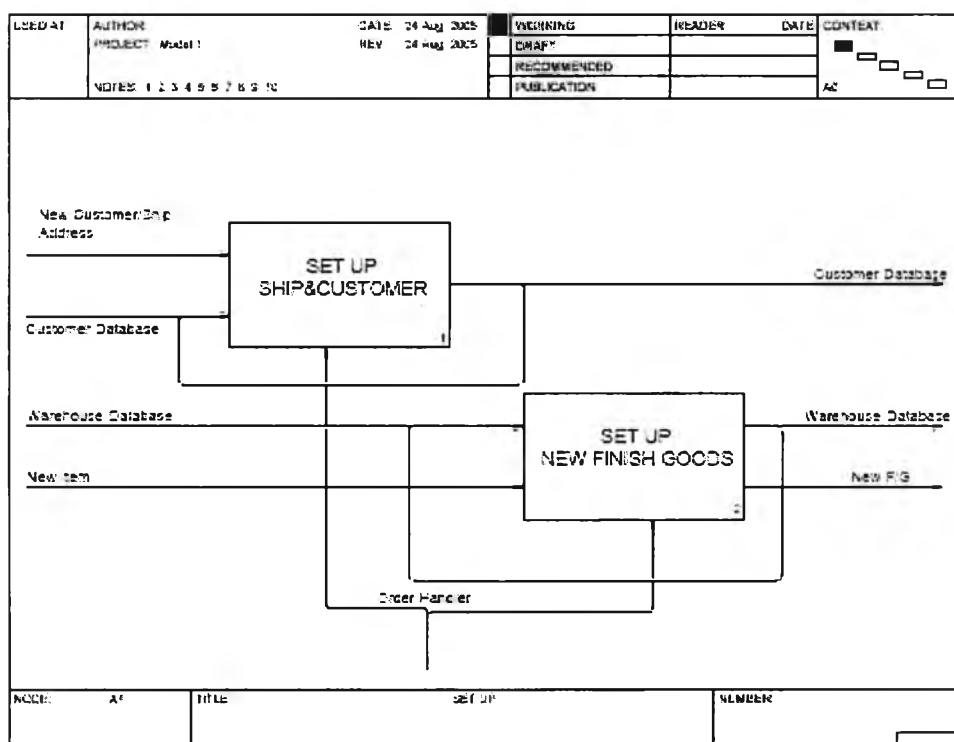 USED AT:
AUTHOR:
DATE: 24 Aug 2005
WORKING
READER
DATE
CONTEXT:
PROJECT: Model 1
REV: 24 Aug 2005
DRAFT
RECOMMENDED
NOTES: 1 2 3 4 5 6 7 8 9 10
PUBLICATION
New Customer/Ship
Address
SET UP
SHIP&CUSTOMER
1
Customer Database
Customer Database
Warehouse Database
SET UP
NEW FINISH GOODS
2
Warehouse Database
New Item
New F/G
Order Handler
NODE:
TITLE:
SET UP
NUMBER: